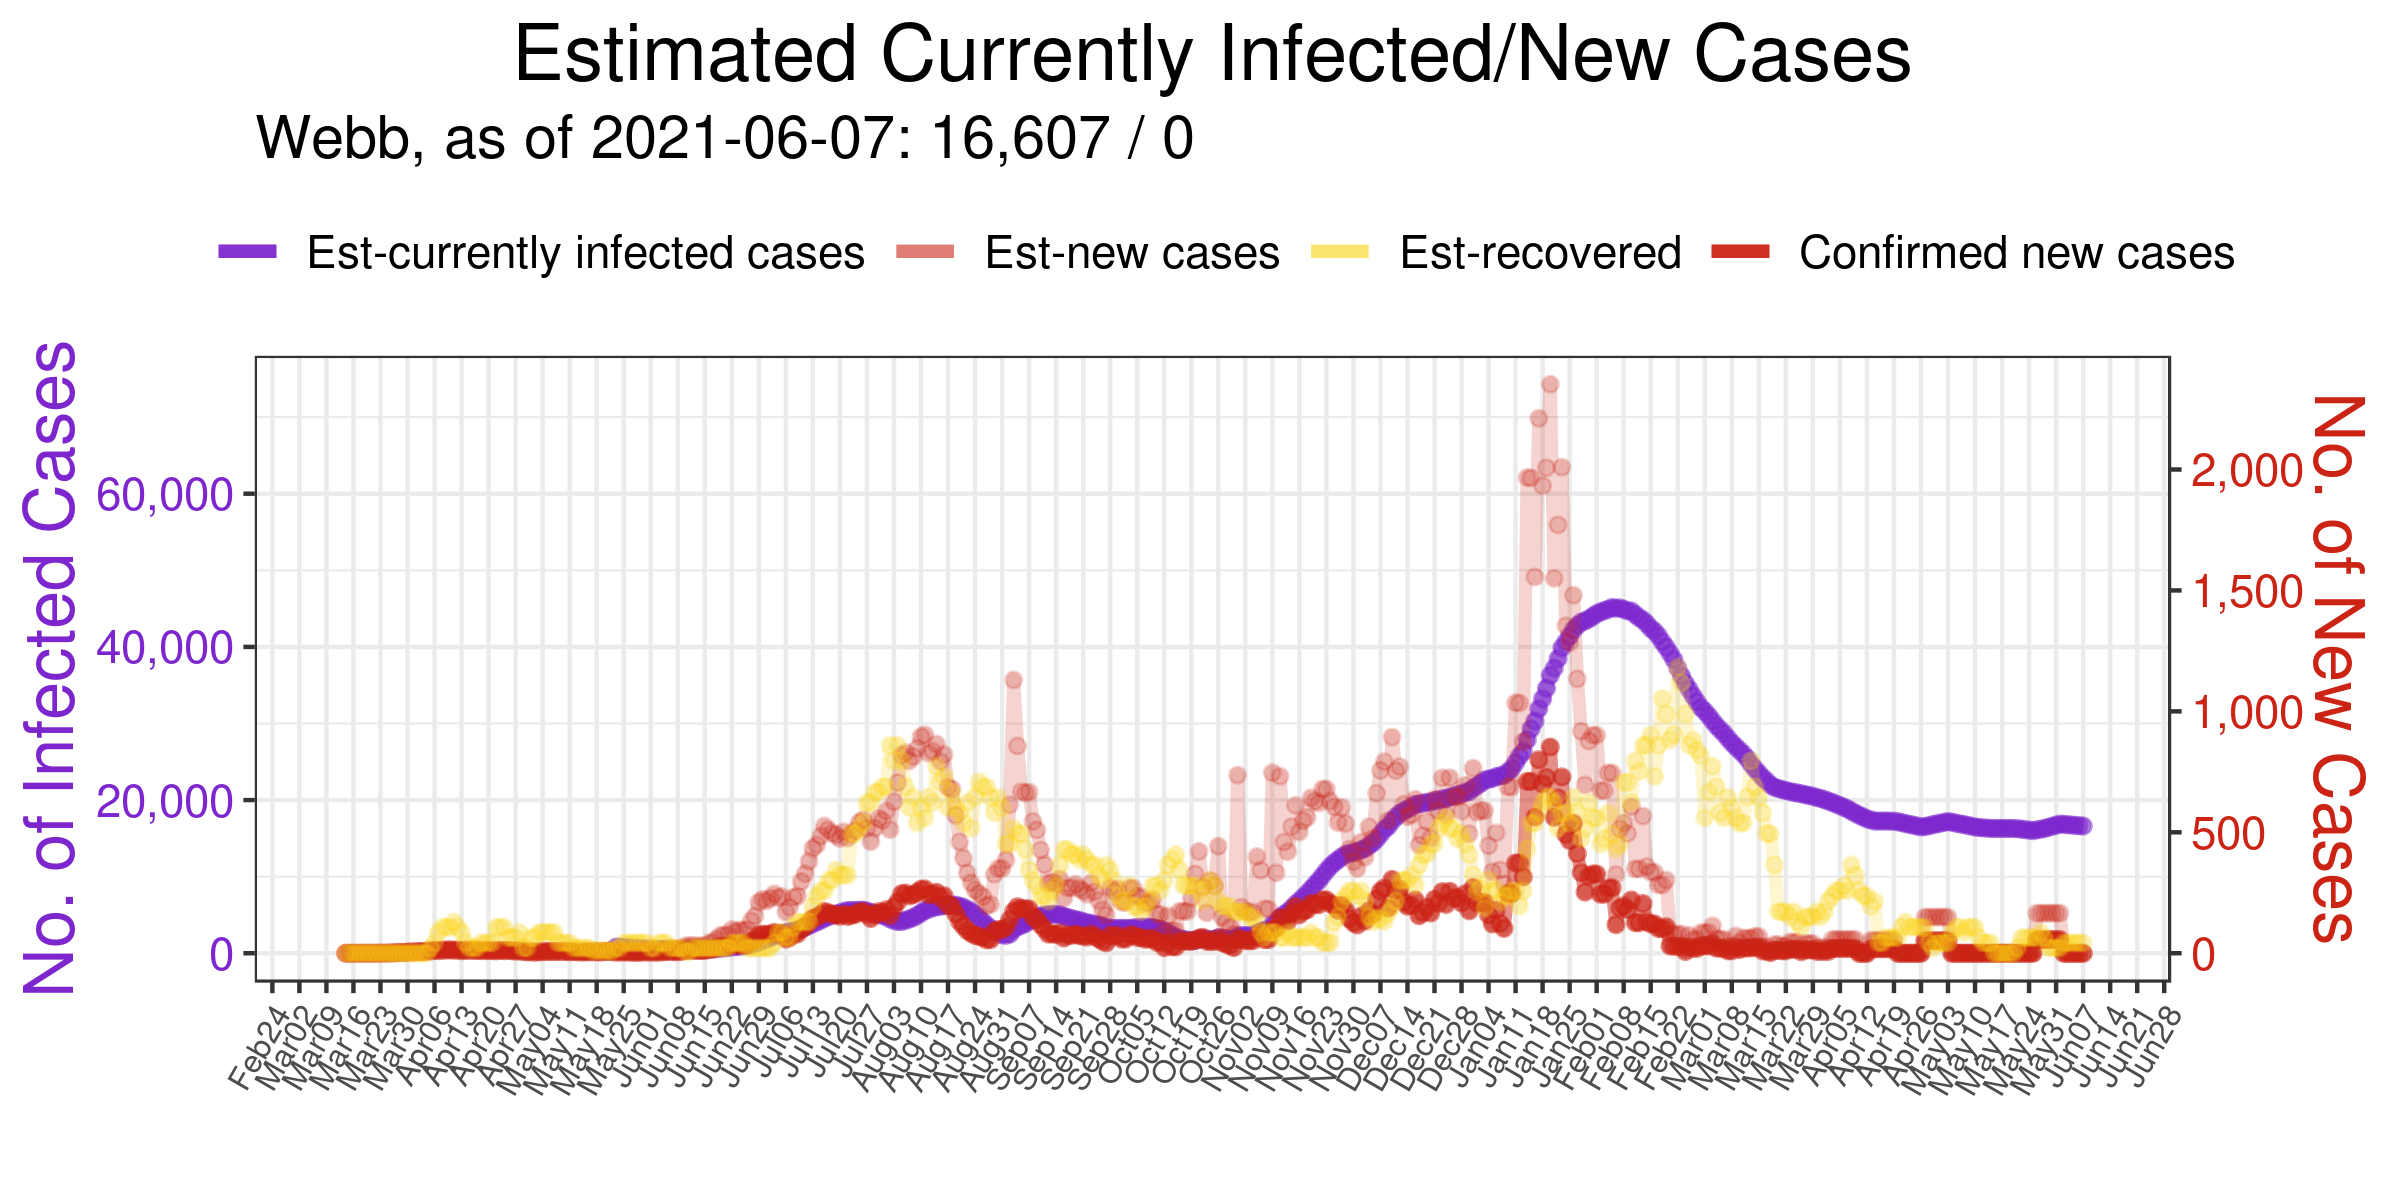 Estimated Currently Infected/New Cases
Webb, as of 2021-06-07: 16,607 / 0
Est-currently infected cases
Est-new cases
Est-recovered
Confirmed new cases
No. of Infected Cases
60,000
40,000
20,000
0
2,000
1,500
1,000
500
0
No. of New Cases
Feb24
Mar02
Mar09
Mar16
Mar23
Mar30
Apr06
Apr13
Apr20
Apr27
May04
May11
May18
May25
Jun01
Jun08
Jun15
Jun22
Jun29
Jul06
Jul13
Jul20
Jul27
Aug03
Aug10
Aug17
Aug24
Aug31
Sep07
Sep14
Sep21
Sep28
Oct05
Oct12
Oct19
Oct26
Nov02
Nov09
Nov16
Nov23
Nov30
Dec07
Dec14
Dec21
Dec28
Jan04
Jan11
Jan18
Jan25
Feb01
Feb08
Feb15
Feb22
Mar01
Mar08
Mar15
Mar22
Mar29
Apr05
Apr12
Apr19
Apr26
May03
May10
May17
May24
May31
Jun07
Jun14
Jun21
Jun28